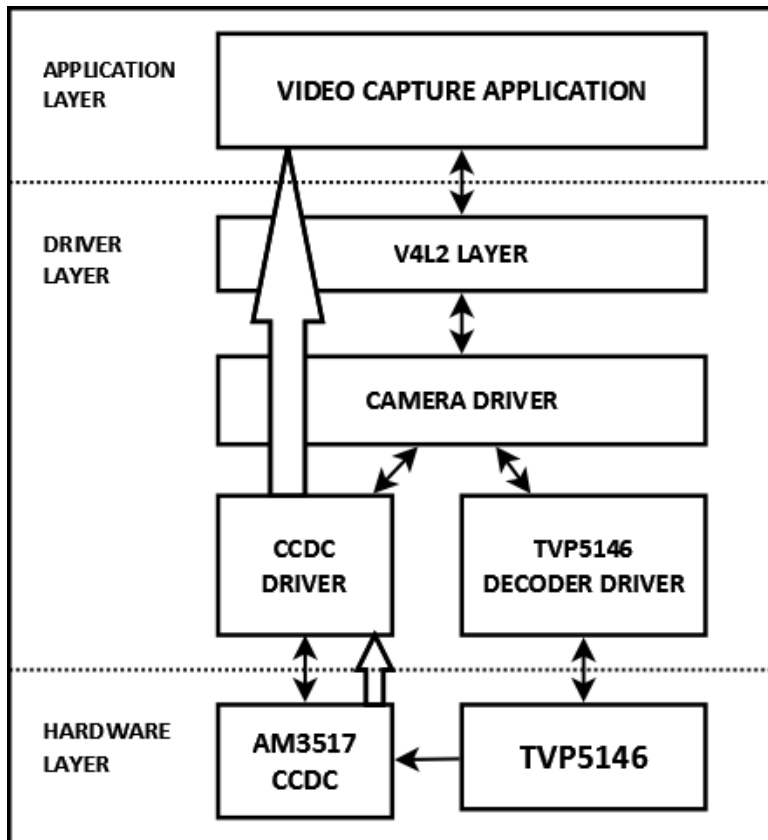 APPLICATION
LAYER
VIDEO CAPTURE APPLICATION
DRIVER
LAYER
V4L2 LAYER
CAMERA DRIVER
CCDC
DRIVER
TVP5146
DECODER DRIVER
HARDWARE
LAYER
AM3517
CCDC
TVP5146